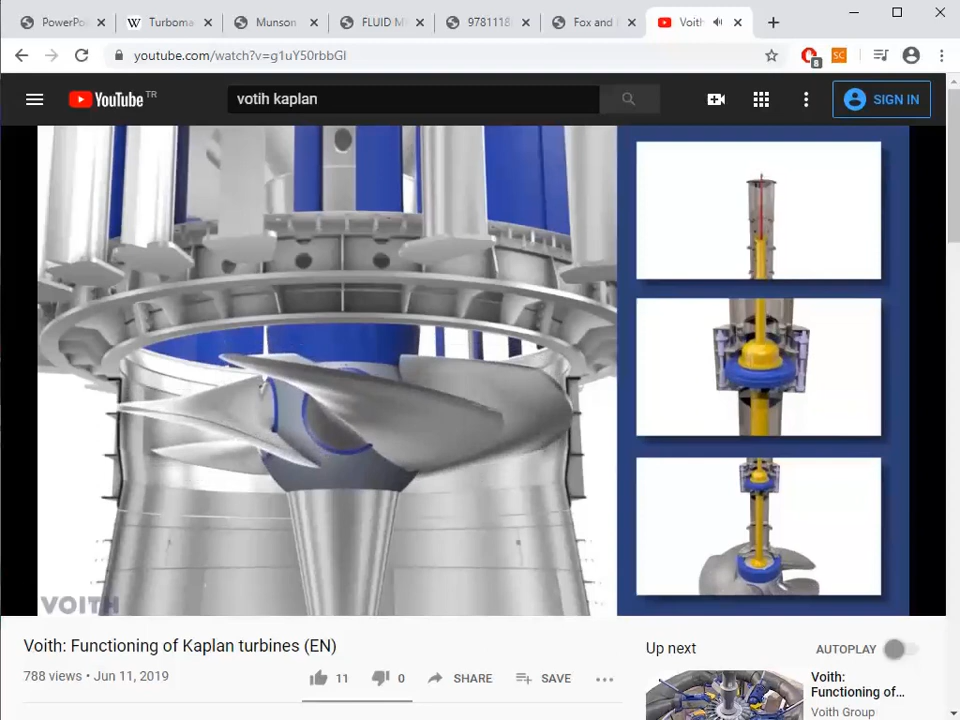 PowerPo
Turboma
Munson
FLUID M
9781118
Fox and
Voith
youtube.com/watch?v=g1uY50rbbGI
8
SC
YouTube TR
votih kaplan
SIGN IN
VOITH
Voith: Functioning of Kaplan turbines (EN)
788 views • Jun 11, 2019
11
0
SHARE
SAVE
Up next
AUTOPLAY
Voith:
Functioning of...
Voith Group